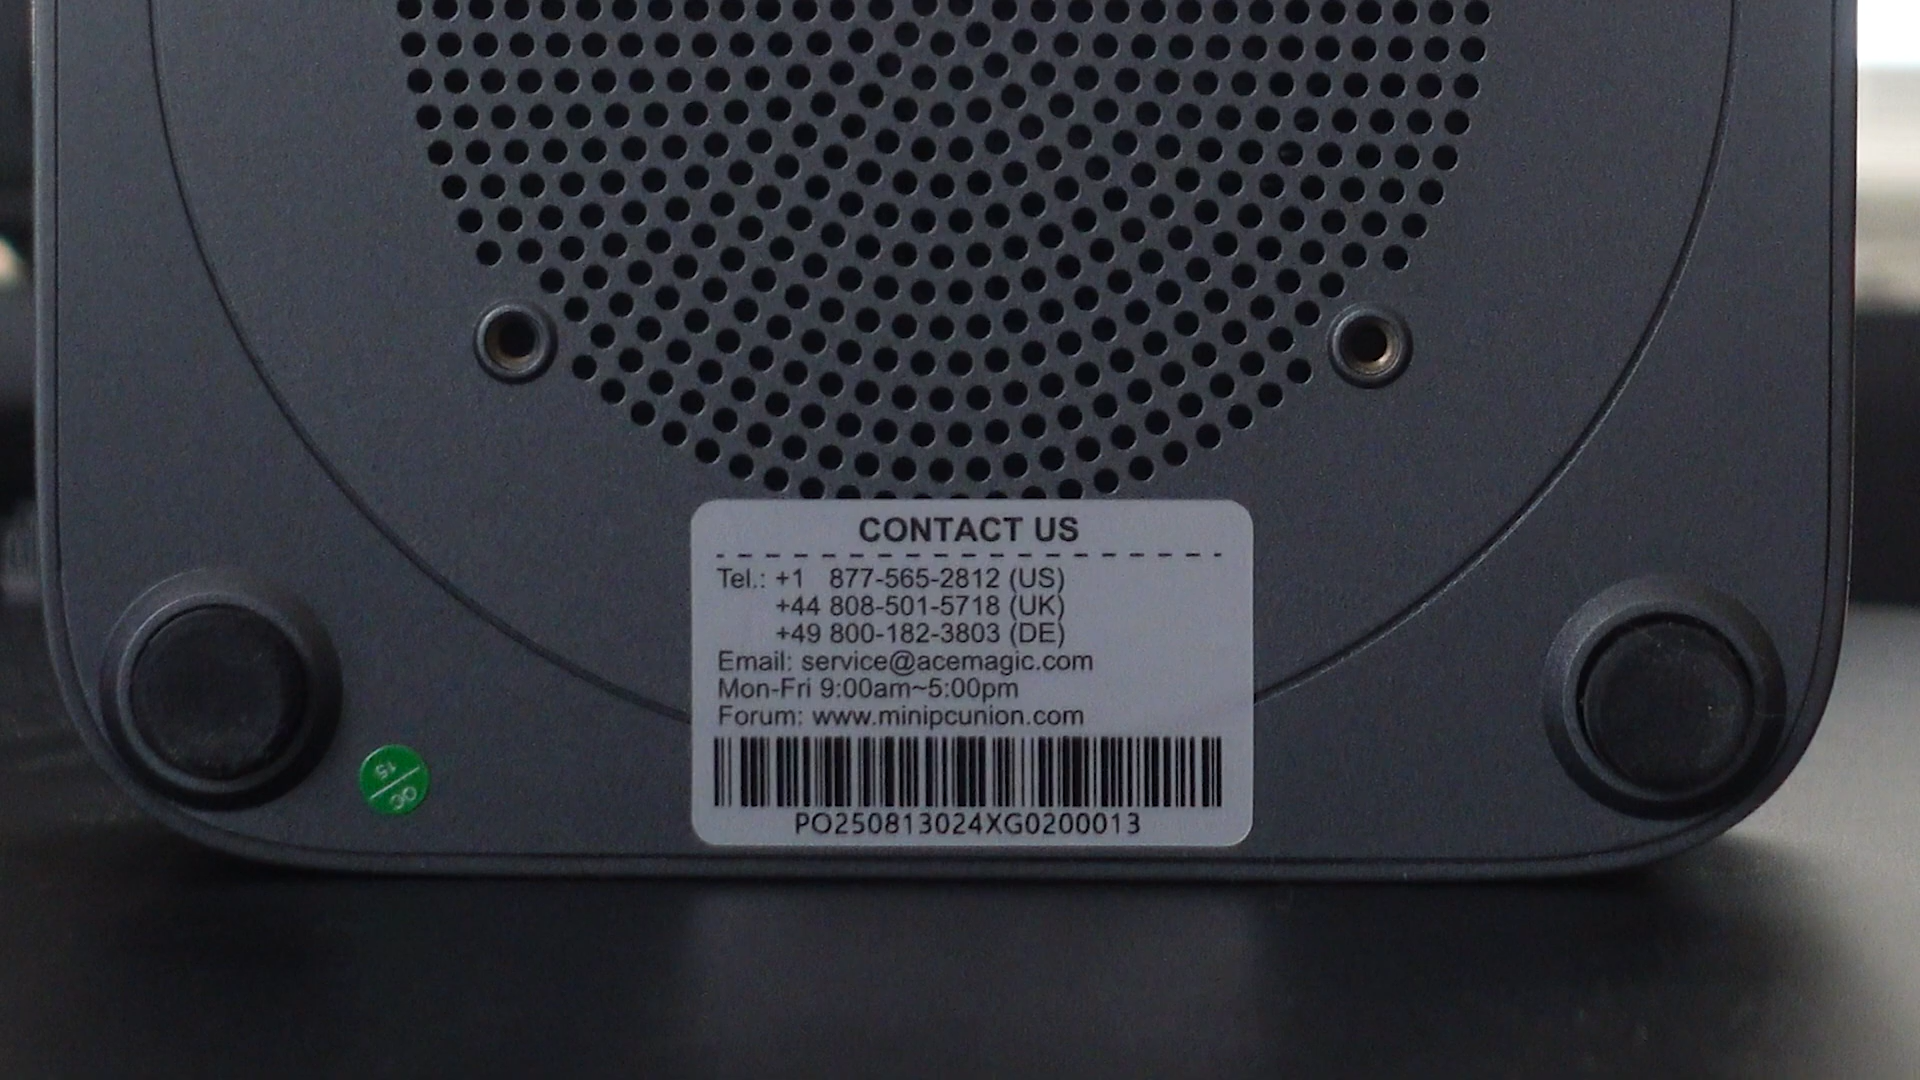 CONTACT US
Tel.: +1 877-565-2812 (US)
+44 808-501-5718 (UK)
+49 800-182-3803 (DE)
Email: service@acemagic.com
Mon-Fri 9:00am~5:00pm
Forum: www.minipcunion.com
PO250813024XG0200013
QC
15